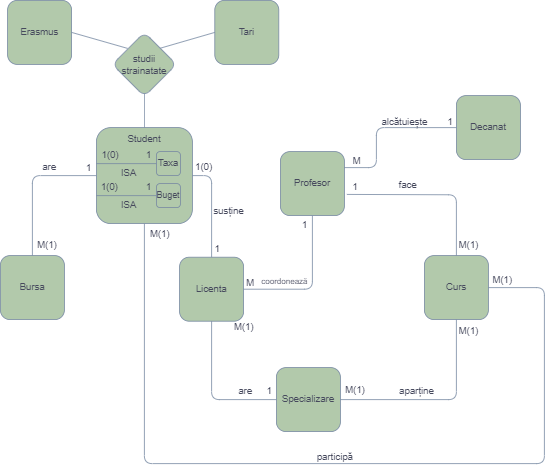 Erasmus
Tari
studii
strainatate
Student
1(0) 1 Taxa
ISA
1(0) 1 Buget
ISA
are 1
1(0)
M(1)
M(1)
Bursa
susține
1
Licenta
M coordonează
1
M(1)
Profesor
M alcătuiește 1
Decanat
1 face
M(1)
Curs
M(1)
M(1)
are 1
Specializare
M(1) aparține
participă